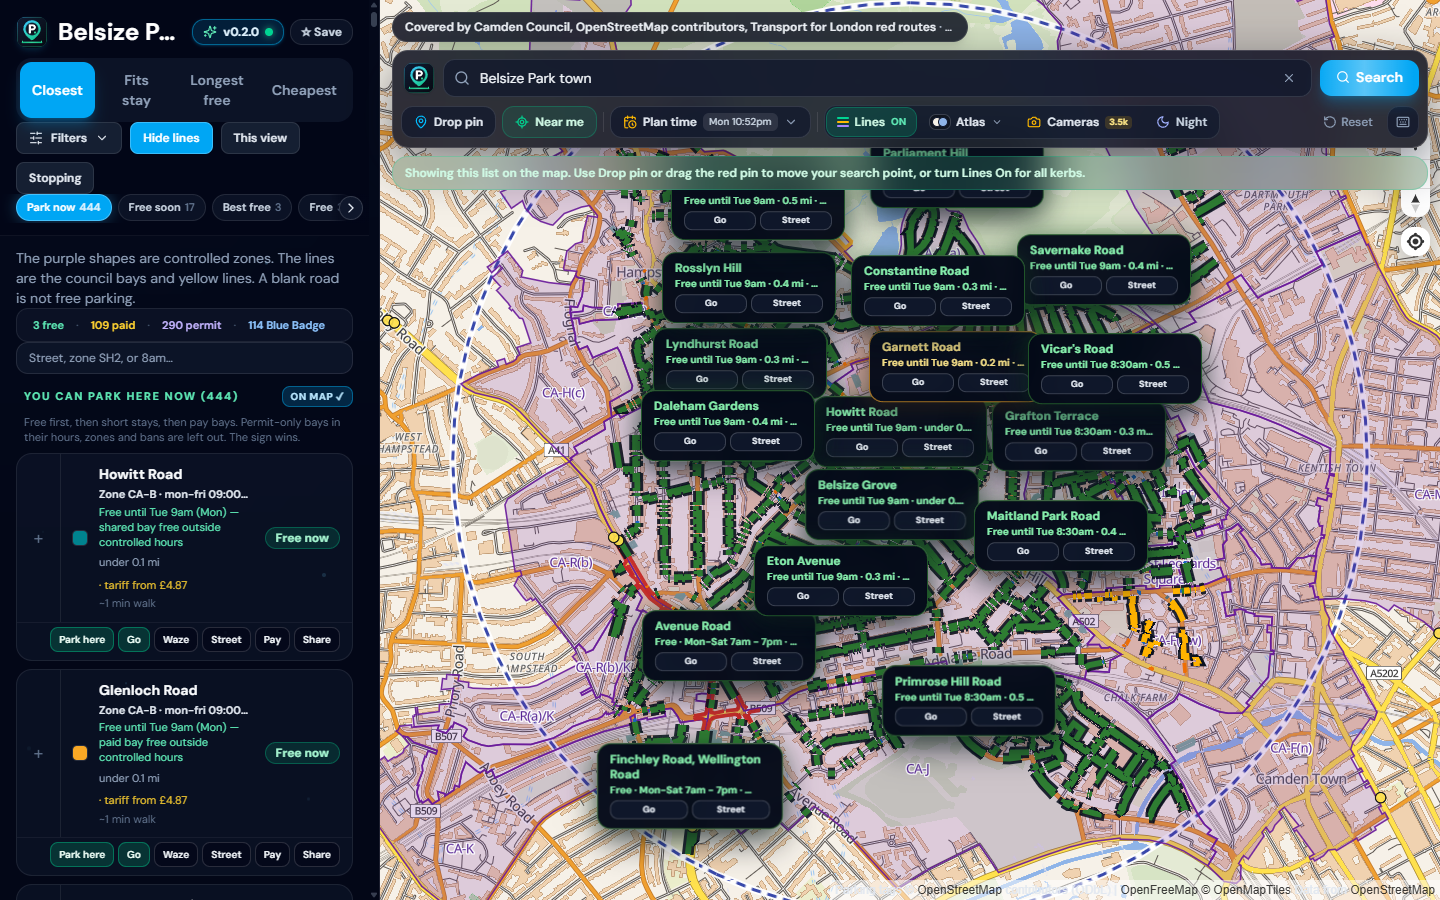 Belsize P...
v0.2.0
☆ Save
Closest
Fits stay
Longest free
Cheapest
Filters
Hide lines
This view
Stopping
Park now 444
Free soon 17
Best free 3
Free
The purple shapes are controlled zones. The lines
are the council bays and yellow lines. A blank road
is not free parking.
3 free · 109 paid · 290 permit · 114 Blue Badge
Street, zone SH2, or 8am...
YOU CAN PARK HERE NOW (444)
ON MAP ✓
Free first, then short stays, then pay bays. Permit-only bays in
their hours, zones and bans are left out. The sign wins.
Howitt Road
Zone CA-B · mon-fri 09:00...
Free until Tue 9am (Mon) —
shared bay free outside
controlled hours
Free now
under 0.1 mi
· tariff from £4.87
~1 min walk
Park here
Go
Waze
Street
Pay
Share
Glenloch Road
Zone CA-B · mon-fri 09:00...
Free until Tue 9am (Mon) —
paid bay free outside
controlled hours
Free now
under 0.1 mi
· tariff from £4.87
~1 min walk
Park here
Go
Waze
Street
Pay
Share
Covered by Camden Council, OpenStreetMap contributors, Transport for London red routes · ...
Belsize Park town
Search
Drop pin
Near me
Plan time Mon 10:52pm
Lines ON
Atlas
Cameras 3.5k
Night
Reset
Parliament Hill
Showing this list on the map. Use Drop pin or drag the red pin to move your search point, or turn Lines On for all kerbs.
DARTMOUTH
PARK
Free until Tue 9am · 0.5 mi · ...
Go
Street
Savernake Road
Free until Tue 9am · 0.4 mi · ...
Go
Street
Rosslyn Hill
Free until Tue 9am · 0.4 mi · ...
Go
Street
Constantine Road
Free until Tue 9am · 0.3 mi · ...
Go
Street
Lyndhurst Road
Free until Tue 9am · 0.3 mi · ...
Go
Street
Garnett Road
Free until Tue 9am · 0.2 mi · ...
Go
Street
Vicar's Road
Free until Tue 8:30am · 0.5 ...
Go
Street
CA-H(c)
Daleham Gardens
Free until Tue 9am · 0.4 mi · ...
Go
Street
Howitt Road
Free until Tue 9am · under 0....
Go
Street
Grafton Terrace
Free until Tue 8:30am · 0.3 m...
Go
Street
WEST
HAMPSTEAD
A41
KENTISH TOWN
Belsize Grove
Free until Tue 9am · under 0....
Go
Street
Maitland Park Road
Free until Tue 8:30am · 0.4 ...
Go
Street
CA-R(b)
Eton Avenue
Free until Tue 9am · 0.3 mi · ...
Go
Street
Avenue Road
Free · Mon-Sat 7am – 7pm · ...
Go
Street
A502
SOUTH
CA-R(b)/K
Primrose Hill Road
Free until Tue 8:30am · 0.5 ...
Go
Street
A5202
CHALK FARM
CA-R(a)/K
B509
B507
Priory Road
Finchley Road, Wellington
Road
Free · Mon-Sat 7am – 7pm · ...
Go
Street
CA-J
CA-F(n)
Camden Town
Abbey Road
Avenue Road
B509
CA-K
OpenStreetMap
OpenFreeMap © OpenMapTiles
OpenStreetMap